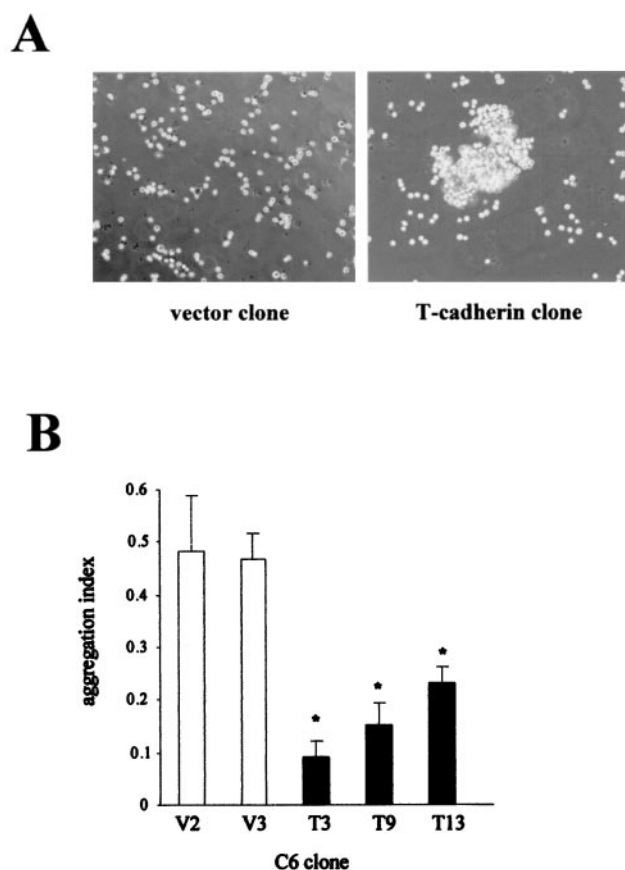 A
vector clone
T-cadherin clone
B
aggregation index
0.6
0.5
0.4
0.3
0.2
0.1
0
* * *
V2 V3 T3 T9 T13
C6 clone